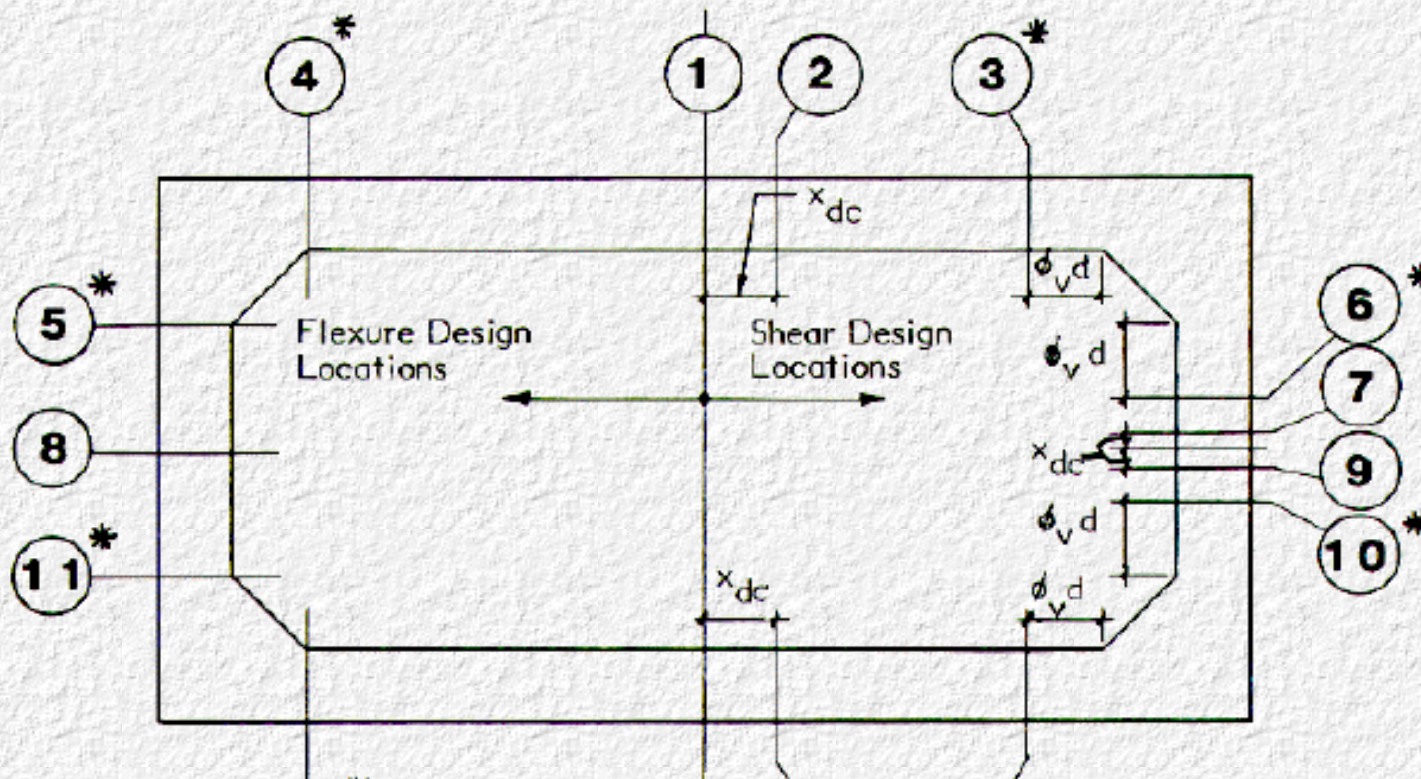 4*
1
2
3*
x_dc
ϕ_v d
5*
6*
Flexure Design
Locations
Shear Design
Locations
ϕ_v d
7
8
x_dc
9
ϕ_v d
10*
11*
x_dc
ϕ_v d